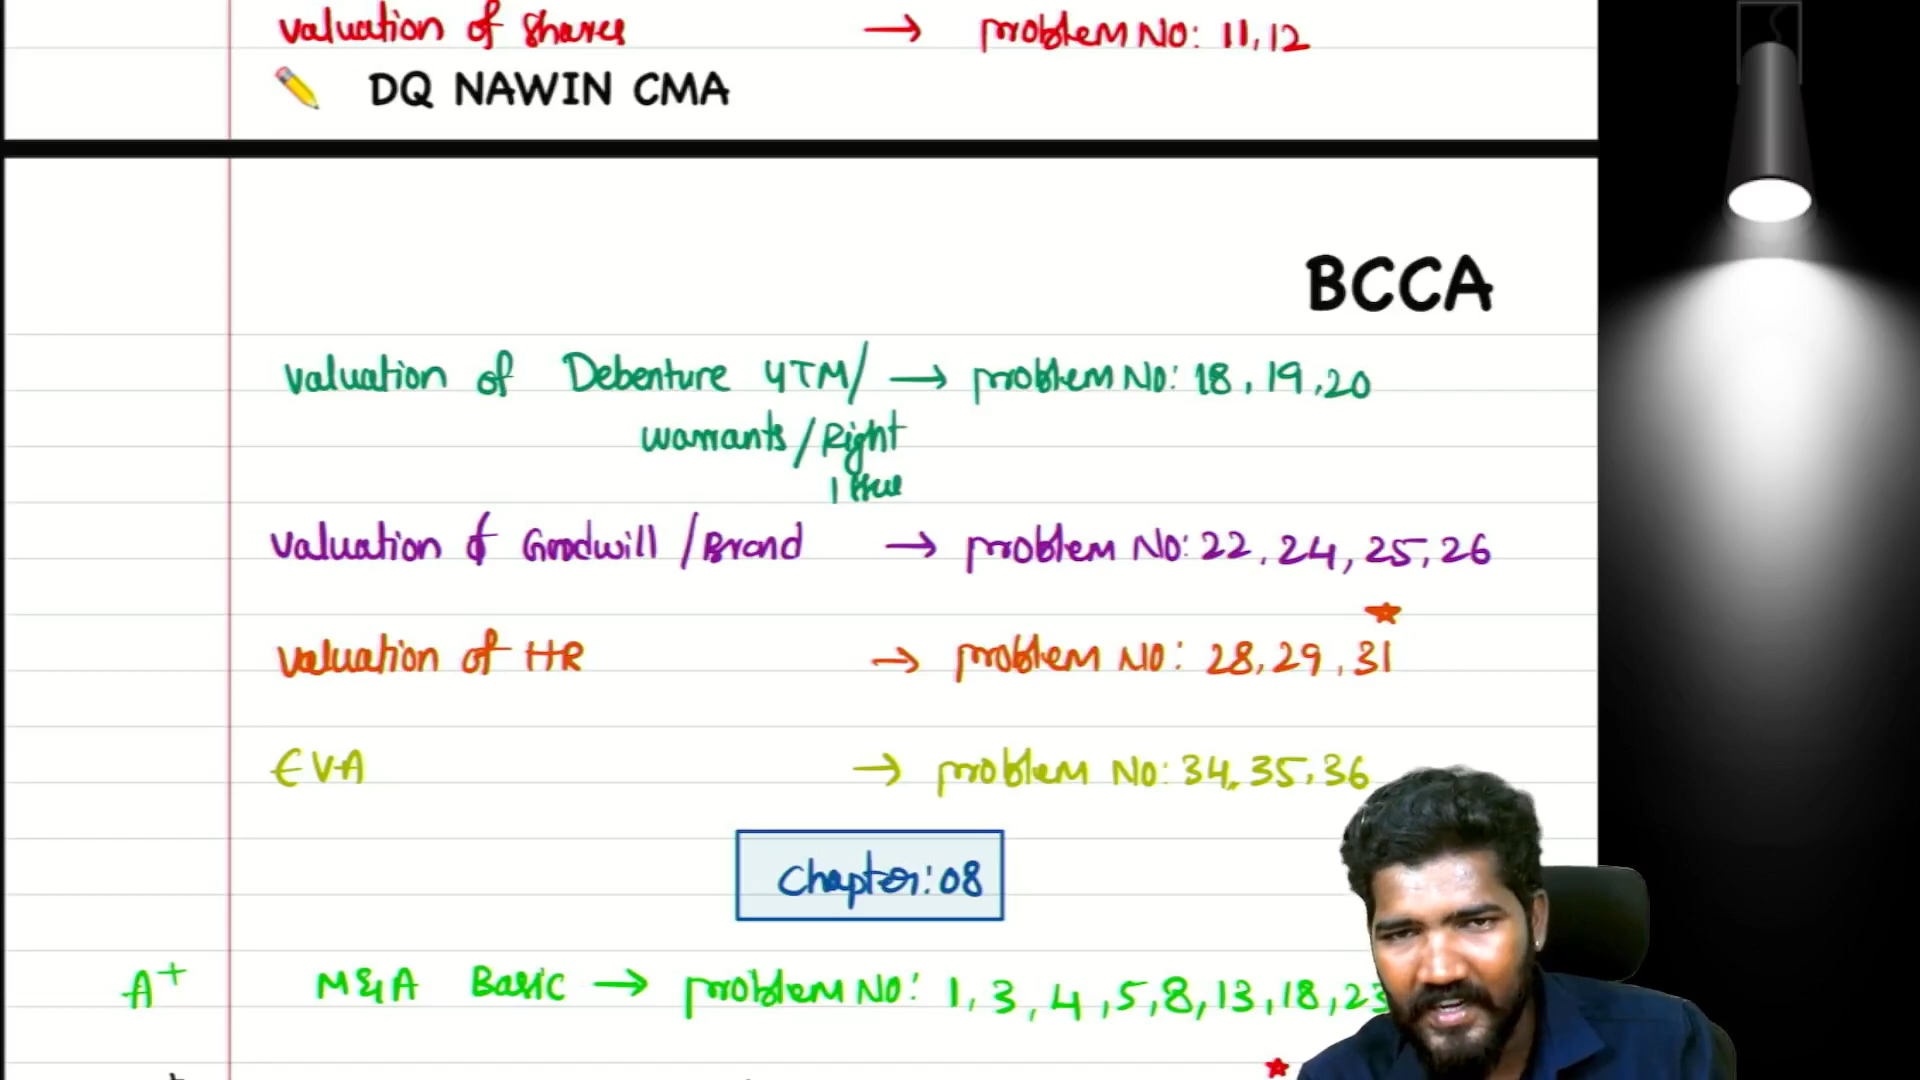 valuation of Shares → problem No: 11,12
DQ NAWIN CMA
BCCA
valuation of Debenture YTM/ → problem No: 18, 19, 20
warrants/Right
Issue
valuation of Goodwill/Brand → problem No: 22, 24, 25, 26
valuation of HR → problem No: 28, 29, 31
EVA → problem No: 34, 35, 36
Chapter: 08
A+ M&A Basic → problem No: 1, 3, 4, 5, 8, 13, 18, 23